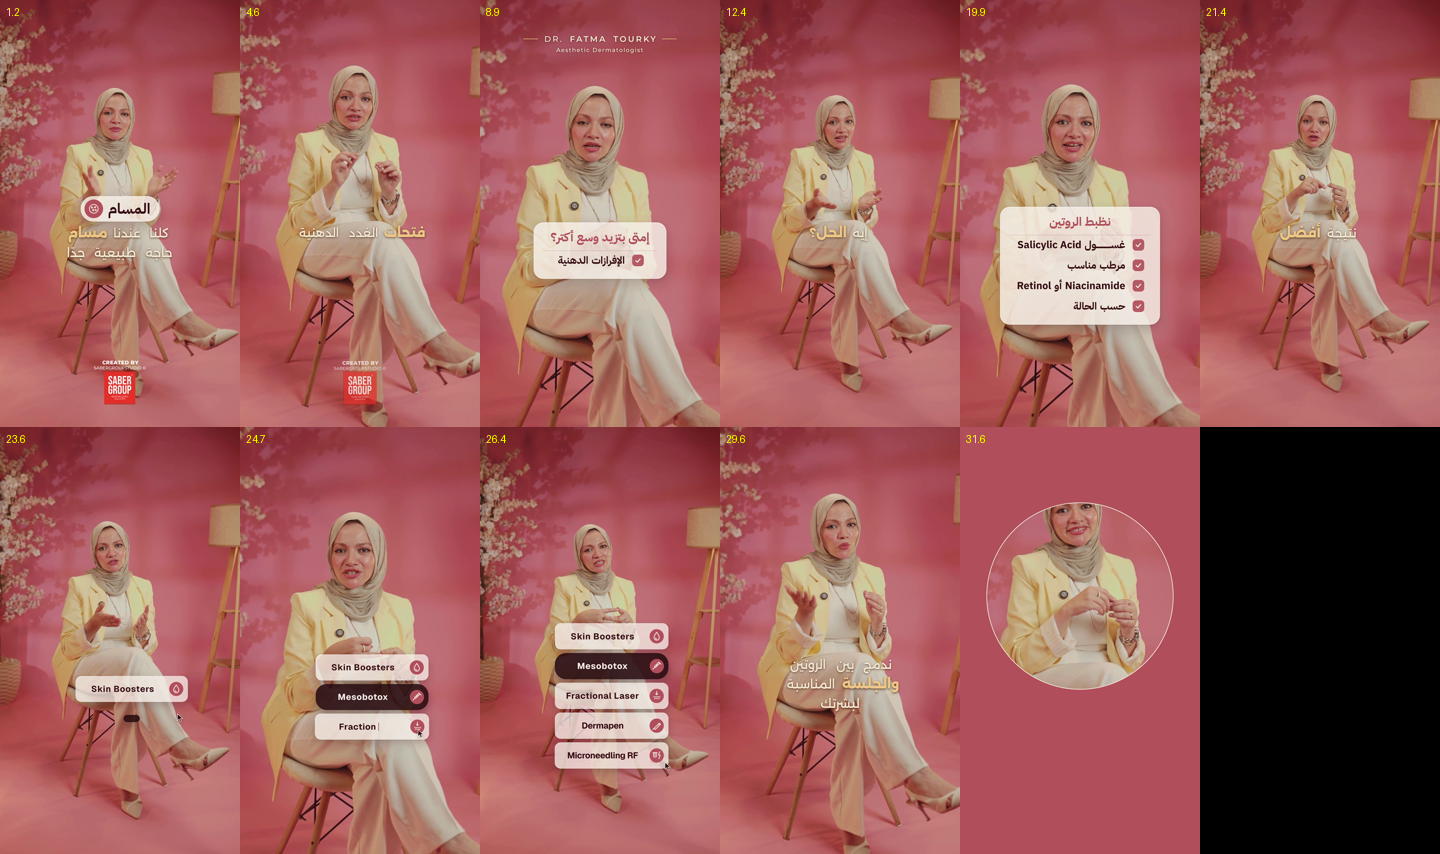 1.2
المسام
كلنا عندنا مسام
حاجة طبيعية جدا
CREATED BY
SABERGROUPSTUDIO ©
SABER
GROUP
4.6
فتحات الغدد الدهنية
CREATED BY
SABERGROUPSTUDIO ©
SABER
GROUP
8.9
DR. FATMA TOURKY
Aesthetic Dermatologist
إمتى بتزيد وسع أكتر؟
الإفرازات الدهنية
12.4
إيه الحل؟
19.9
نظبط الروتين
غسـول Salicylic Acid
مرطب مناسب
Niacinamide أو Retinol
حسب الحالة
21.4
نتيجة أفضل
23.6
Skin Boosters
24.7
Skin Boosters
Mesobotox
Fraction
26.4
Skin Boosters
Mesobotox
Fractional Laser
Dermapen
Microneedling RF
29.6
ندمج بين الروتين
والجلسة المناسبة
لبشرتك
31.6